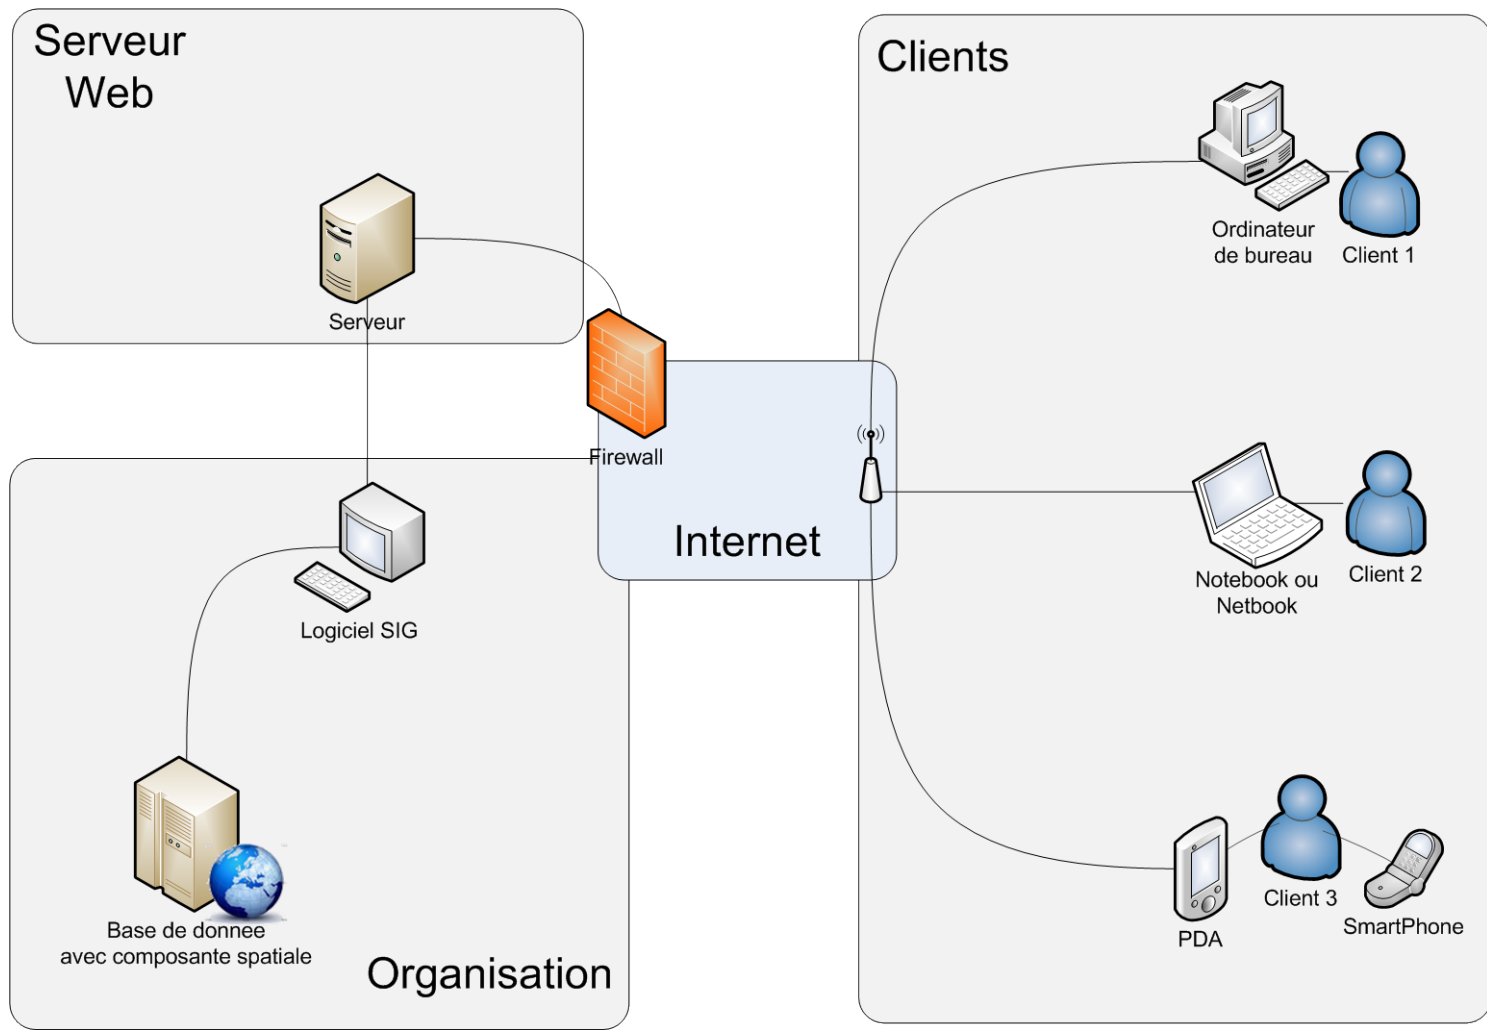 Serveur
Web
Serveur
Firewall
Internet
Logiciel SIG
Base de donnee
avec composante spatiale
Organisation
Clients
Ordinateur
de bureau
Client 1
Notebook ou
Netbook
Client 2
PDA
Client 3
SmartPhone